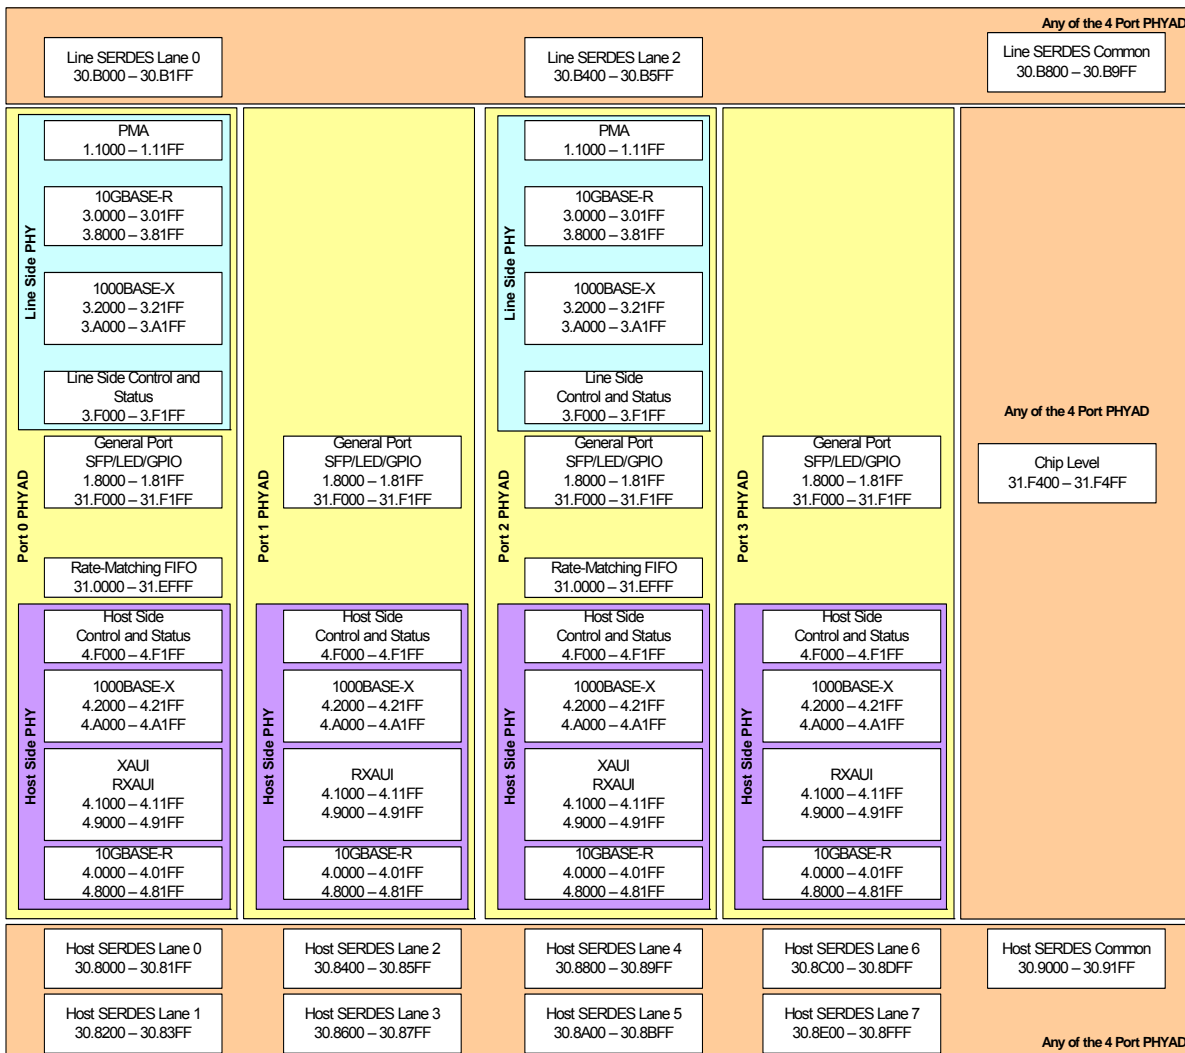 Any of the 4 Port PHYAD
Line SERDES Lane 0
30.B000 – 30.B1FF
Line SERDES Lane 2
30.B400 – 30.B5FF
Line SERDES Common
30.B800 – 30.B9FF
Port 0 PHYAD
Line Side PHY
PMA
1.1000 – 1.11FF
10GBASE-R
3.0000 – 3.01FF
3.8000 – 3.81FF
1000BASE-X
3.2000 – 3.21FF
3.A000 – 3.A1FF
Line Side Control and
Status
3.F000 – 3.F1FF
General Port
SFP/LED/GPIO
1.8000 – 1.81FF
31.F000 – 31.F1FF
Rate-Matching FIFO
31.0000 – 31.EFFF
Host Side PHY
Host Side
Control and Status
4.F000 – 4.F1FF
1000BASE-X
4.2000 – 4.21FF
4.A000 – 4.A1FF
XAUI
RXAUI
4.1000 – 4.11FF
4.9000 – 4.91FF
10GBASE-R
4.0000 – 4.01FF
4.8000 – 4.81FF
Port 1 PHYAD
General Port
SFP/LED/GPIO
1.8000 – 1.81FF
31.F000 – 31.F1FF
Host Side PHY
Host Side
Control and Status
4.F000 – 4.F1FF
1000BASE-X
4.2000 – 4.21FF
4.A000 – 4.A1FF
RXAUI
4.1000 – 4.11FF
4.9000 – 4.91FF
10GBASE-R
4.0000 – 4.01FF
4.8000 – 4.81FF
Port 2 PHYAD
Line Side PHY
PMA
1.1000 – 1.11FF
10GBASE-R
3.0000 – 3.01FF
3.8000 – 3.81FF
1000BASE-X
3.2000 – 3.21FF
3.A000 – 3.A1FF
Line Side
Control and Status
3.F000 – 3.F1FF
General Port
SFP/LED/GPIO
1.8000 – 1.81FF
31.F000 – 31.F1FF
Rate-Matching FIFO
31.0000 – 31.EFFF
Host Side PHY
Host Side
Control and Status
4.F000 – 4.F1FF
1000BASE-X
4.2000 – 4.21FF
4.A000 – 4.A1FF
XAUI
RXAUI
4.1000 – 4.11FF
4.9000 – 4.91FF
10GBASE-R
4.0000 – 4.01FF
4.8000 – 4.81FF
Port 3 PHYAD
General Port
SFP/LED/GPIO
1.8000 – 1.81FF
31.F000 – 31.F1FF
Host Side PHY
Host Side
Control and Status
4.F000 – 4.F1FF
1000BASE-X
4.2000 – 4.21FF
4.A000 – 4.A1FF
RXAUI
4.1000 – 4.11FF
4.9000 – 4.91FF
10GBASE-R
4.0000 – 4.01FF
4.8000 – 4.81FF
Any of the 4 Port PHYAD
Chip Level
31.F400 – 31.F4FF
Host SERDES Lane 0
30.8000 – 30.81FF
Host SERDES Lane 2
30.8400 – 30.85FF
Host SERDES Lane 4
30.8800 – 30.89FF
Host SERDES Lane 6
30.8C00 – 30.8DFF
Host SERDES Common
30.9000 – 30.91FF
Host SERDES Lane 1
30.8200 – 30.83FF
Host SERDES Lane 3
30.8600 – 30.87FF
Host SERDES Lane 5
30.8A00 – 30.8BFF
Host SERDES Lane 7
30.8E00 – 30.8FFF
Any of the 4 Port PHYAD